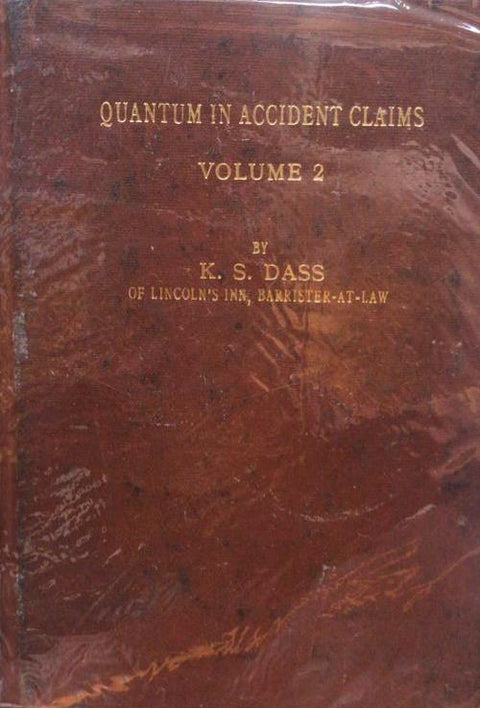 QUANTUM IN ACCIDENT CLAIMS
VOLUME 2
BY
K. S. DASS
OF LINCOLN'S INN, BARRISTER-AT-LAW